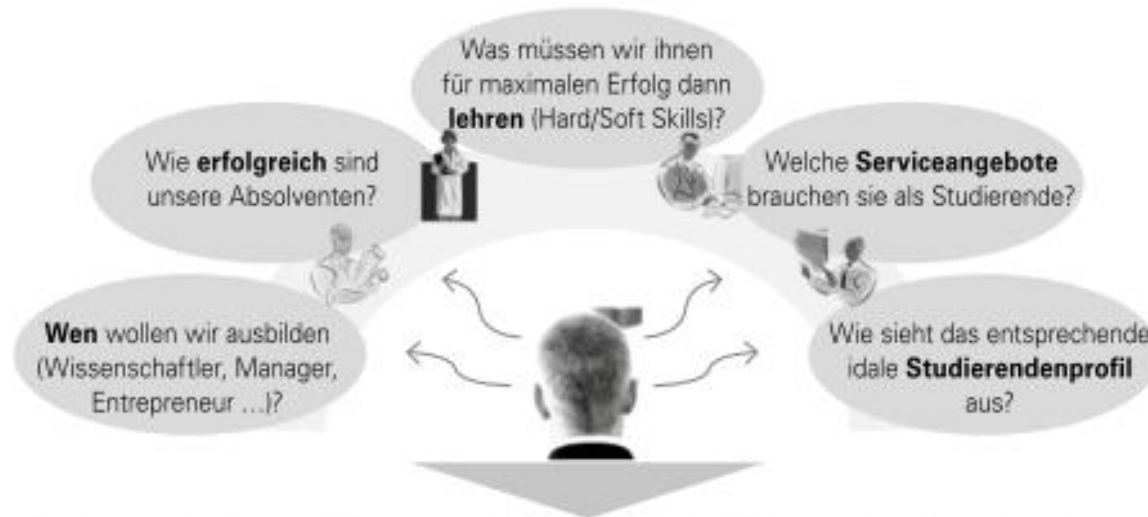 Wen wollen wir ausbilden
(Wissenschaftler, Manager,
Entrepreneur ...)?
Wie erfolgreich sind
unsere Absolventen?
Was müssen wir ihnen
für maximalen Erfolg dann
lehren (Hard/Soft Skills)?
Welche Serviceangebote
brauchen sie als Studierende?
Wie sieht das entsprechende
ideale Studierendenprofil
aus?